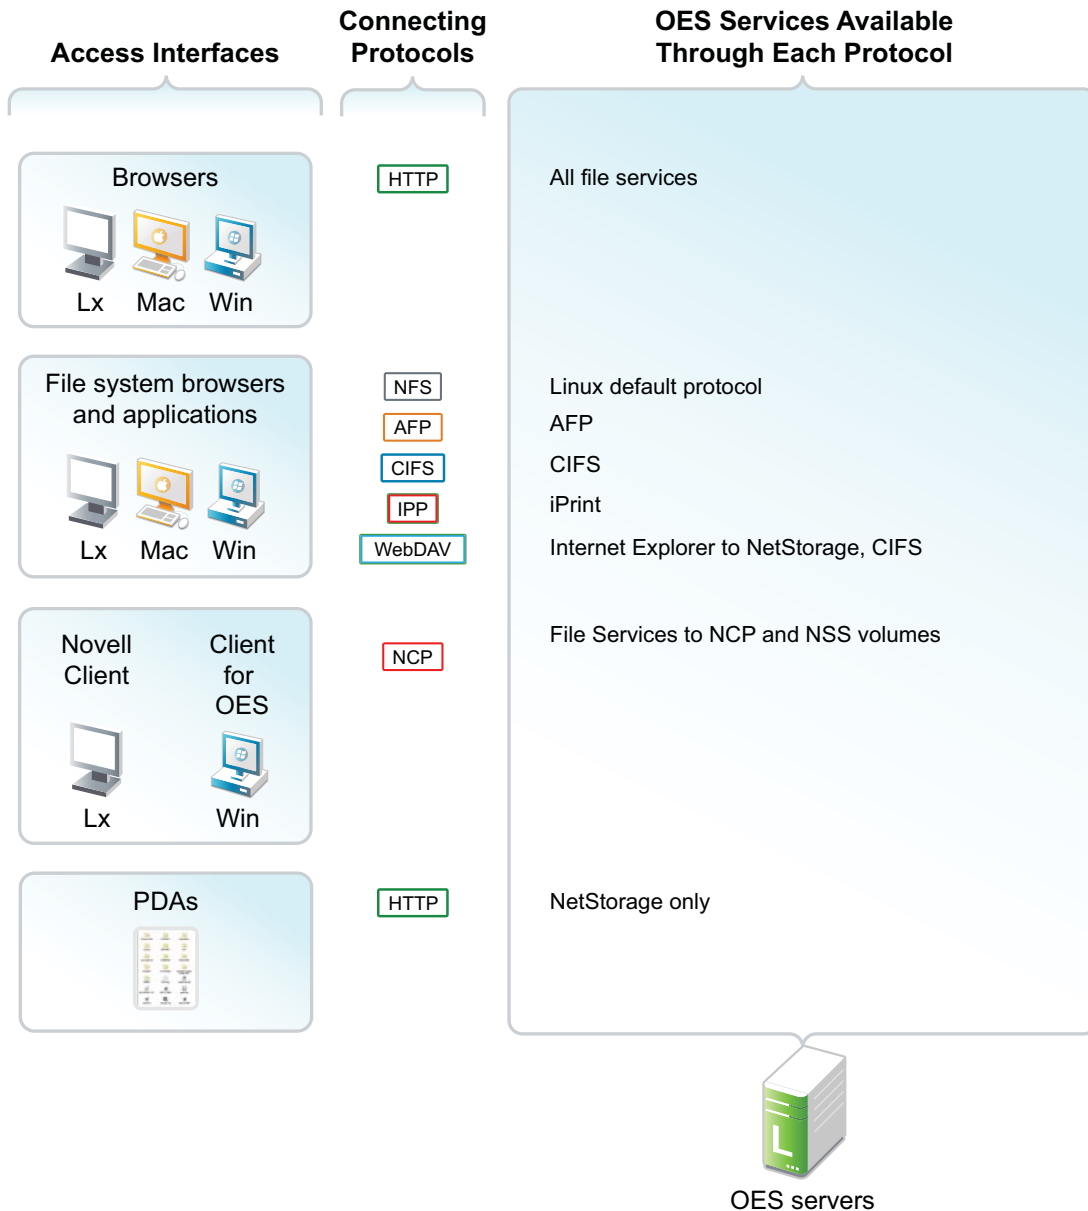 Access Interfaces
Connecting
Protocols
OES Services Available
Through Each Protocol
Browsers
Lx Mac Win
HTTP
All file services
File system browsers
and applications
Lx Mac Win
NFS
Linux default protocol
AFP
AFP
CIFS
CIFS
IPP
iPrint
WebDAV
Internet Explorer to NetStorage, CIFS
Novell
Client
Client
for
OES
Lx
Win
NCP
File Services to NCP and NSS volumes
PDAs
HTTP
NetStorage only
L
OES servers